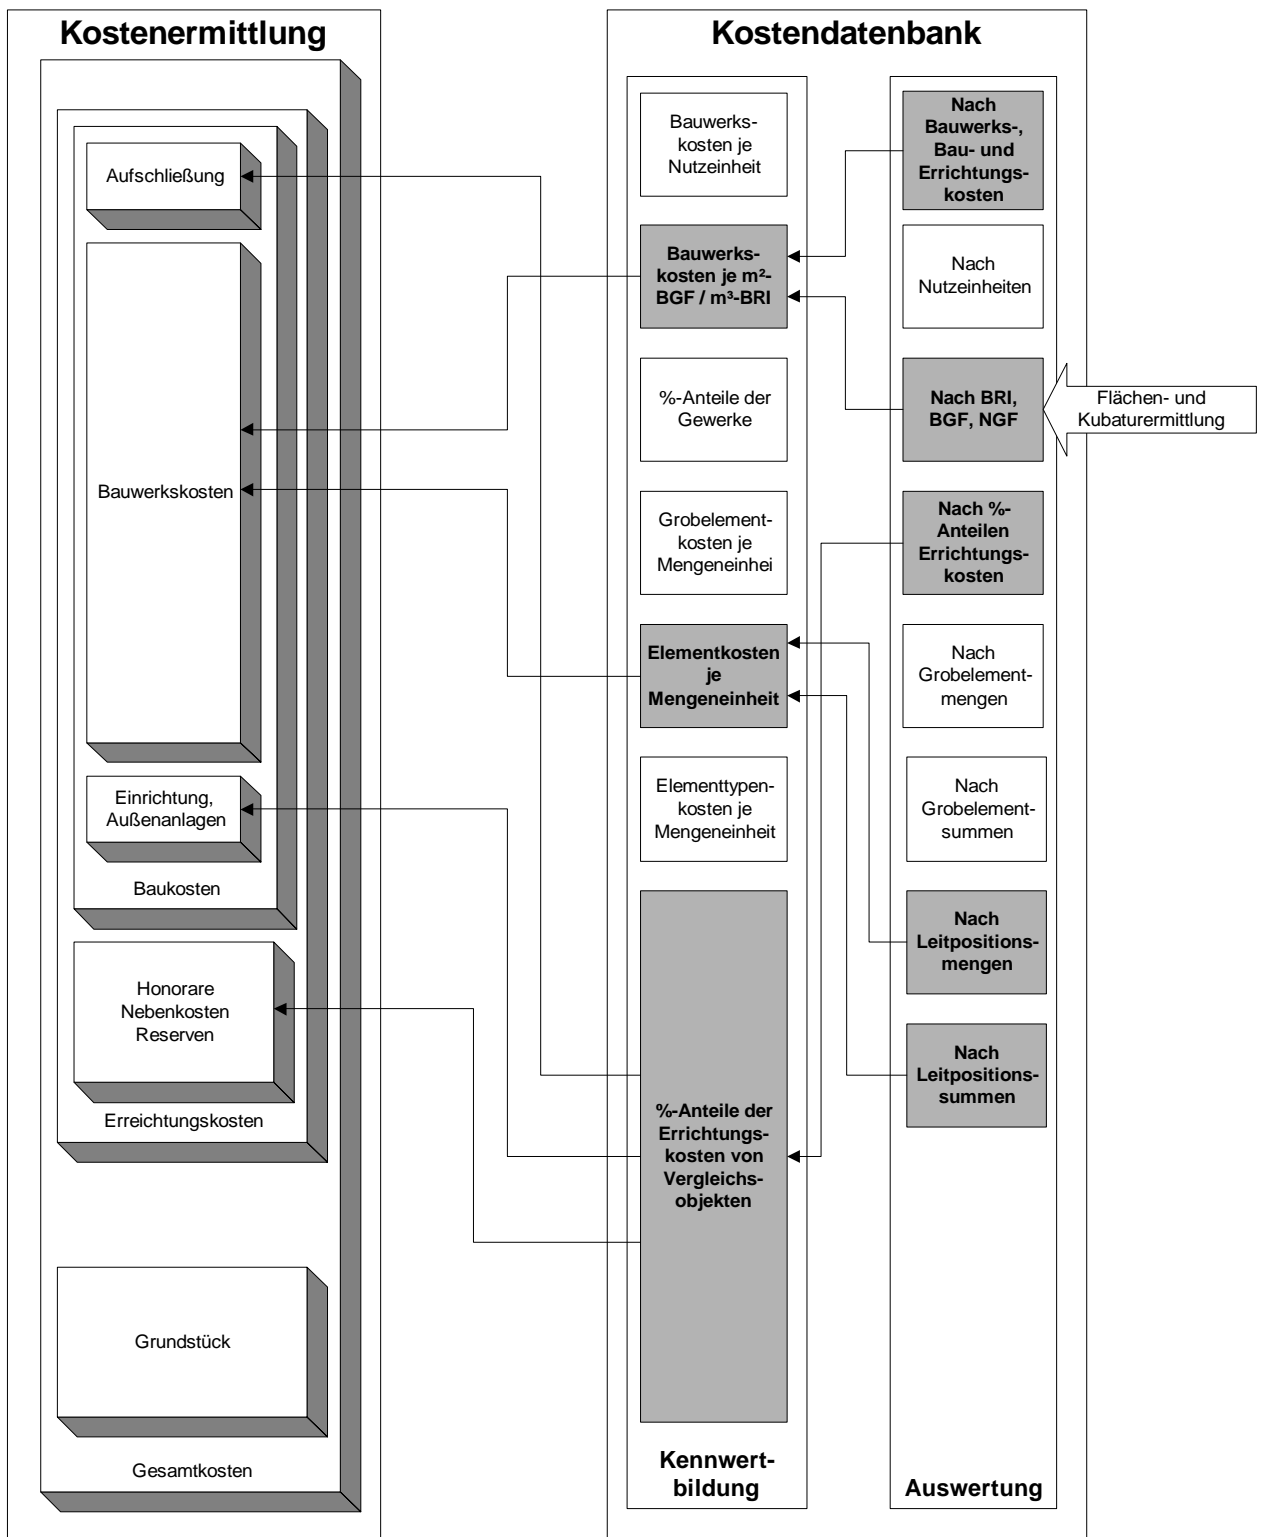 Kostenermittlung
Aufschließung
Bauwerkskosten
Einrichtung,
Außenanlagen
Baukosten
Honorare
Nebenkosten
Reserven
Erreichtungskosten
Grundstück
Gesamtkosten
Kostendatenbank
Bauwerks-
kosten je
Nutzeinheit
Bauwerks-
kosten je m²-
BGF / m³-BRI
%-Anteile der
Gewerke
Grobelement-
kosten je
Mengeneinhei
Elementkosten
je
Mengeneinheit
Elementtypen-
kosten je
Mengeneinheit
%-Anteile der
Errichtungs-
kosten von
Vergleichs-
objekten
Kennwert-
bildung
Nach
Bauwerks-,
Bau- und
Errichtungs-
kosten
Nach
Nutzeinheiten
Nach BRI,
BGF, NGF
Nach %-
Anteilen
Errichtungs-
kosten
Nach
Grobelement-
mengen
Nach
Grobelement-
summen
Nach
Leitpositions-
mengen
Nach
Leitpositions-
summen
Auswertung
Flächen- und
Kubaturermittlung